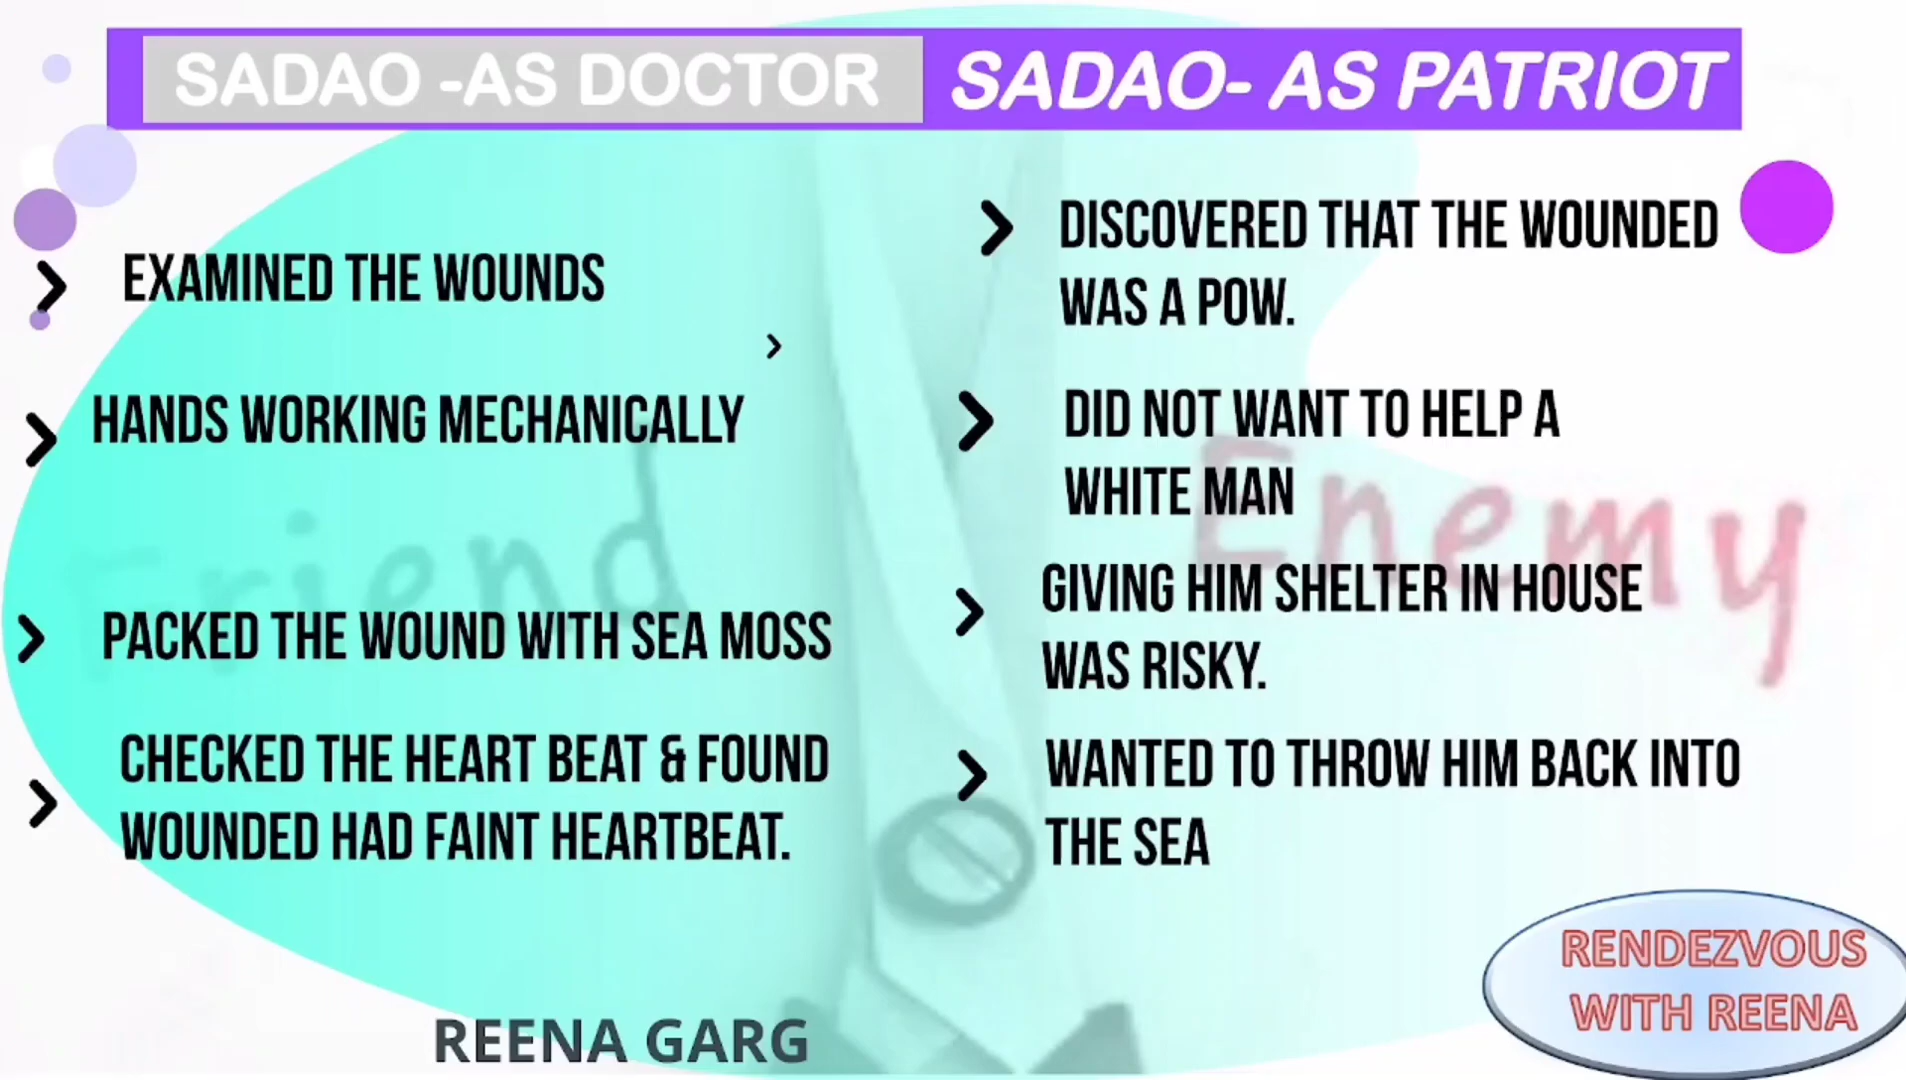 SADAO -AS DOCTOR
EXAMINED THE WOUNDS
HANDS WORKING MECHANICALLY
PACKED THE WOUND WITH SEA MOSS
CHECKED THE HEART BEAT & FOUND
WOUNDED HAD FAINT HEARTBEAT.
SADAO- AS PATRIOT
DISCOVERED THAT THE WOUNDED
WAS A POW.
DID NOT WANT TO HELP A
WHITE MAN
GIVING HIM SHELTER IN HOUSE
WAS RISKY.
WANTED TO THROW HIM BACK INTO
THE SEA
Friend
Enemy
REENA GARG
RENDEZVOUS
WITH REENA